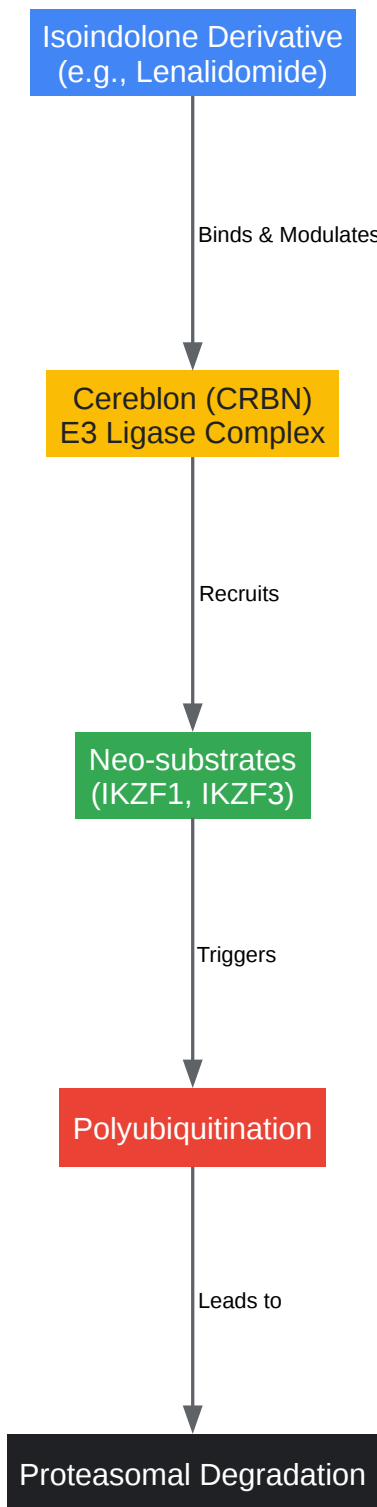 Isoindolone Derivative
(e.g., Lenalidomide)
Binds & Modulates
Cereblon (CRBN)
E3 Ligase Complex
Recruits
Neo-substrates
(IKZF1, IKZF3)
Triggers
Polyubiquitination
Leads to
Proteasomal Degradation